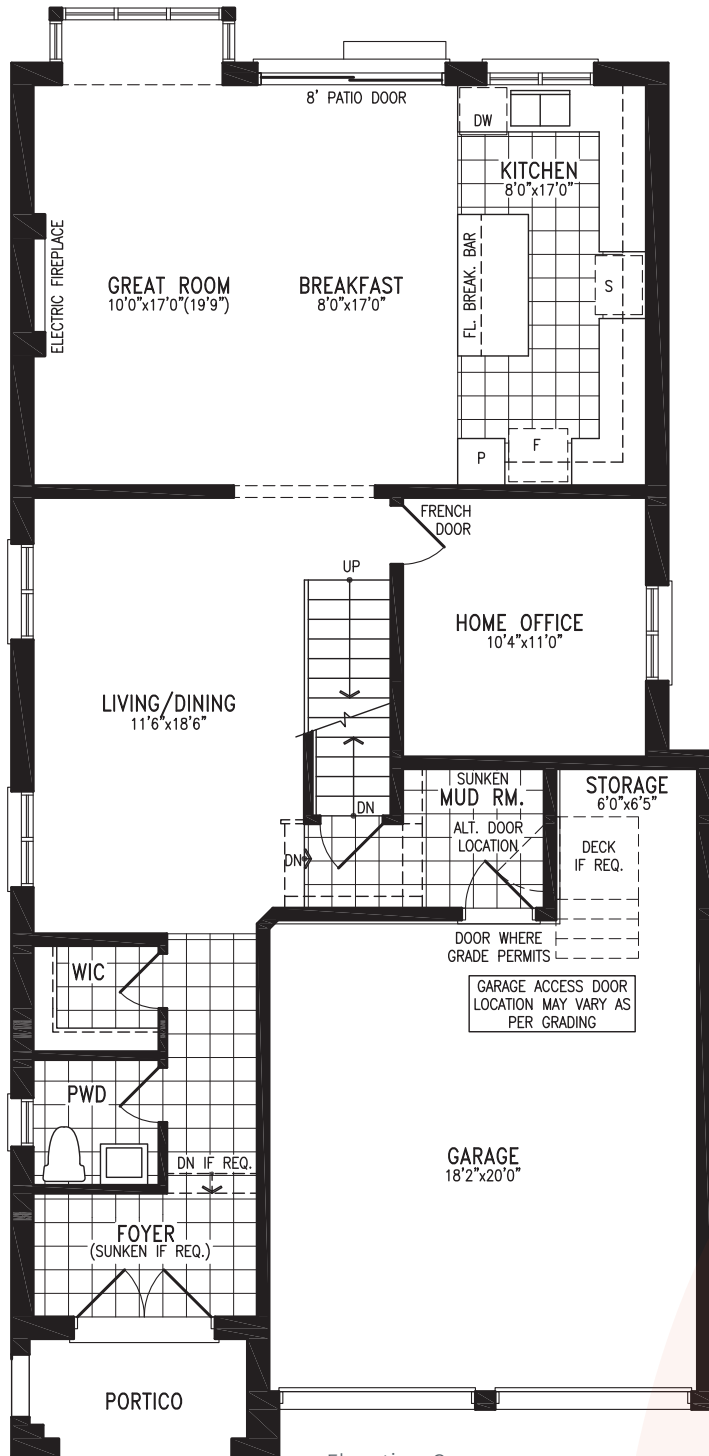 8' PATIO DOOR
DW
KITCHEN
8'0"x17'0"
ELECTRIC FIREPLACE
GREAT ROOM
10'0"x17'0"(19'9")
BREAKFAST
8'0"x17'0"
FL. BREAK. BAR
S
P
F
FRENCH
DOOR
UP
HOME OFFICE
10'4"x11'0"
LIVING/DINING
11'6"x18'6"
SUNKEN
MUD RM.
STORAGE
6'0"x6'5"
DN
ALT. DOOR
LOCATION
DECK
IF REQ.
DN
DOOR WHERE
GRADE PERMITS
WIC
GARAGE ACCESS DOOR
LOCATION MAY VARY AS
PER GRADING
PWD
GARAGE
18'2"x20'0"
DN IF REQ.
FOYER
(SUNKEN IF REQ.)
PORTICO